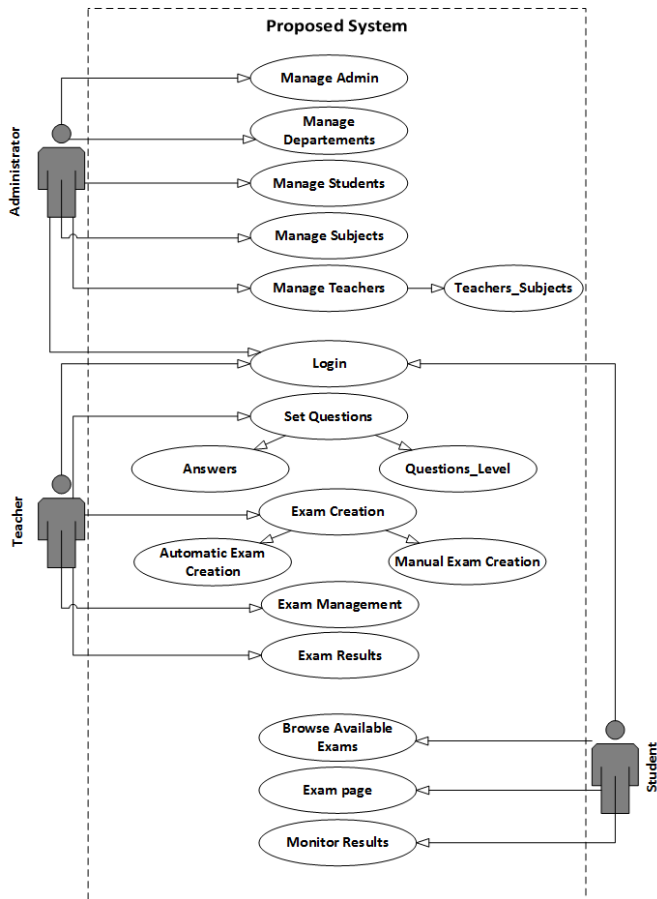 Proposed System
Manage Admin
Manage
Departements
Administrator
Manage Students
Manage Subjects
Manage Teachers
Teachers_Subjects
Login
Set Questions
Answers
Questions_Level
Teacher
Exam Creation
Automatic Exam
Creation
Manual Exam Creation
Exam Management
Exam Results
Browse Available
Exams
Student
Exam page
Monitor Results